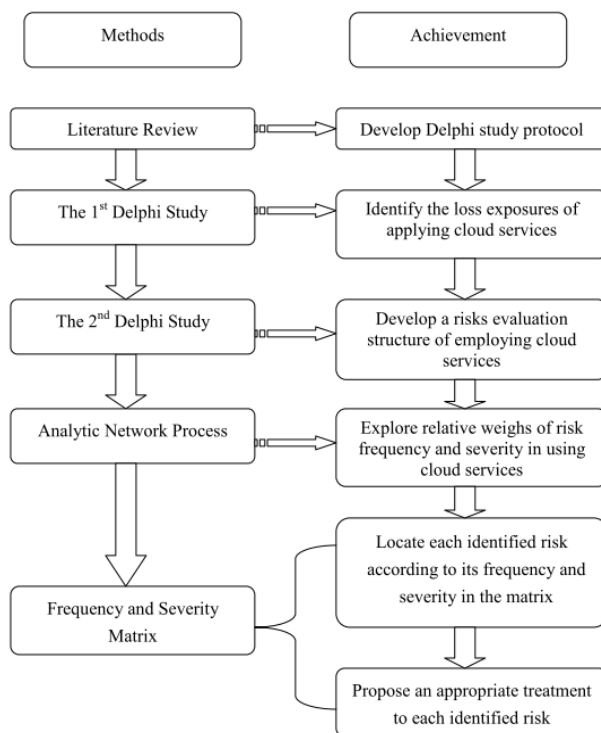 Methods
Achievement
Literature Review
Develop Delphi study protocol
The 1st Delphi Study
Identify the loss exposures of
applying cloud services
The 2nd Delphi Study
Develop a risks evaluation
structure of employing cloud
services
Analytic Network Process
Explore relative weighs of risk
frequency and severity in using
cloud services
Frequency and Severity
Matrix
Locate each identified risk
according to its frequency and
severity in the matrix
Propose an appropriate treatment
to each identified risk